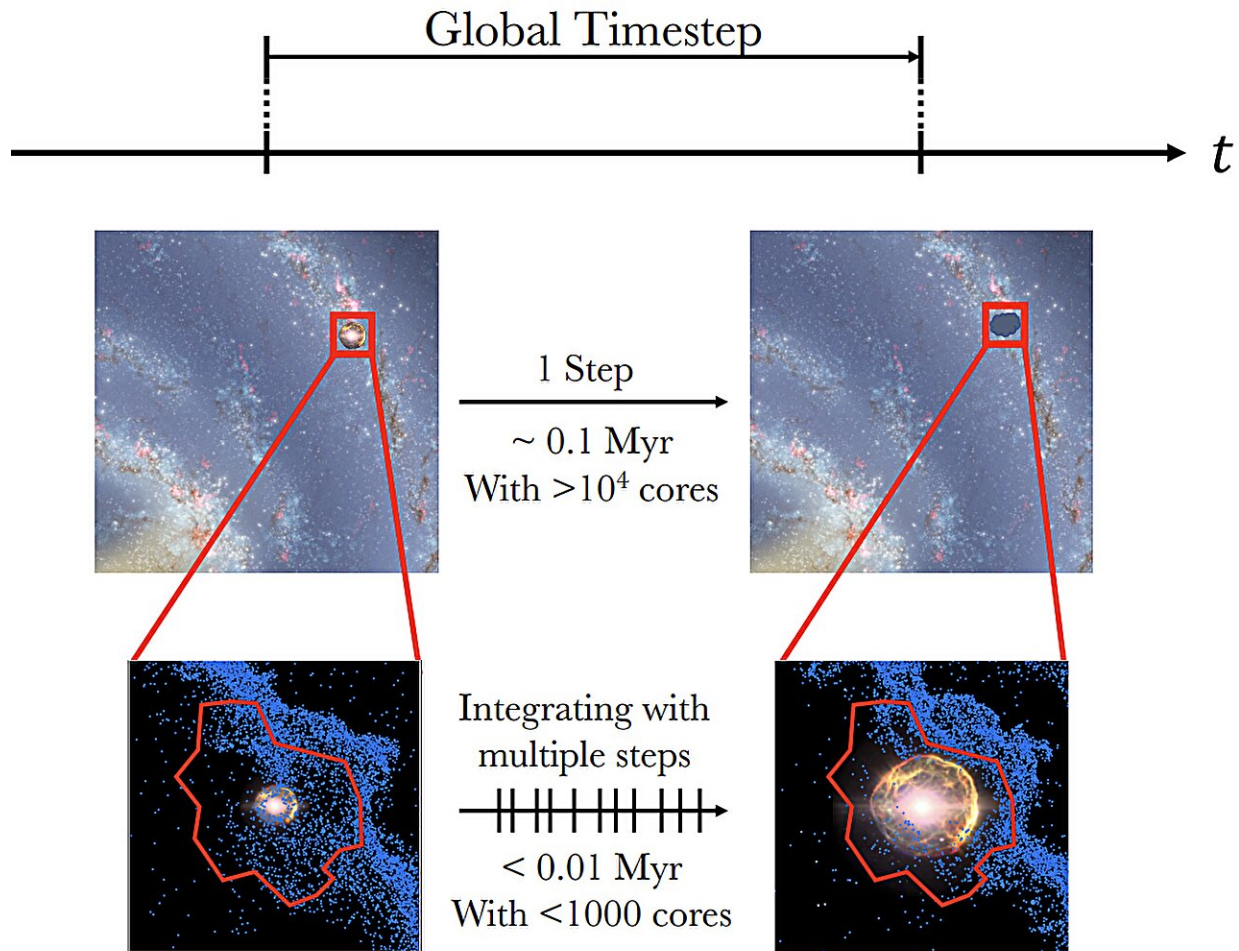 Global Timestep
t
1 Step
~ 0.1 Myr
With >10⁴ cores
Integrating with
multiple steps
< 0.01 Myr
With <1000 cores